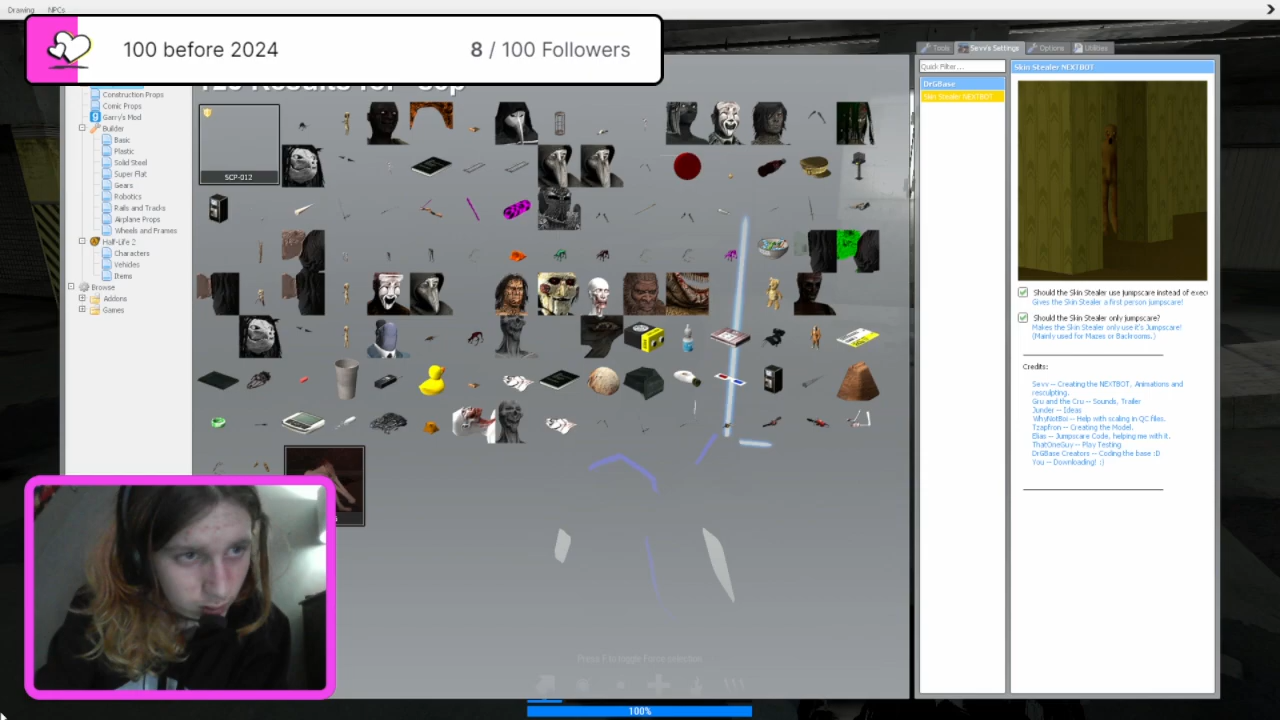 Drawing NPCs
100 before 2024
8 / 100 Followers
Construction Props
Comic Props
Garry's Mod
Builder
Basic
Plastic
Solid Steel
Super Flat
Gears
Robotics
Rails and Tracks
Airplane Props
Wheels and Frames
Half-Life 2
Characters
Vehicles
Items
Browse
Addons
Games
SCP-012
Press F to toggle Force selection
100%
Tools
Sevv's Settings
Options
Utilities
Quick Filter...
DrGBase
Skin Stealer NEXTBOT
Skin Stealer NEXTBOT
Should the Skin Stealer use jumpscare instead of exec
Gives the Skin Stealer a first person jumpscare!
Should the Skin Stealer only jumpscare?
Makes the Skin Stealer only use it's Jumpscare!
(Mainly used for Mazes or Backrooms.)
Credits:
Sevv -- Creating the NEXTBOT, Animations and
resculpting.
Gru and the Cru -- Sounds, Trailer
Junder -- Ideas
WhyNotBoi -- Help with scaling in QC files.
Tzapfron -- Creating the Model.
Elias -- Jumpscare Code, helping me with it.
ThatOneGuy -- Play Testing
DrGBase Creators -- Coding the base :D
You -- Downloading! :)